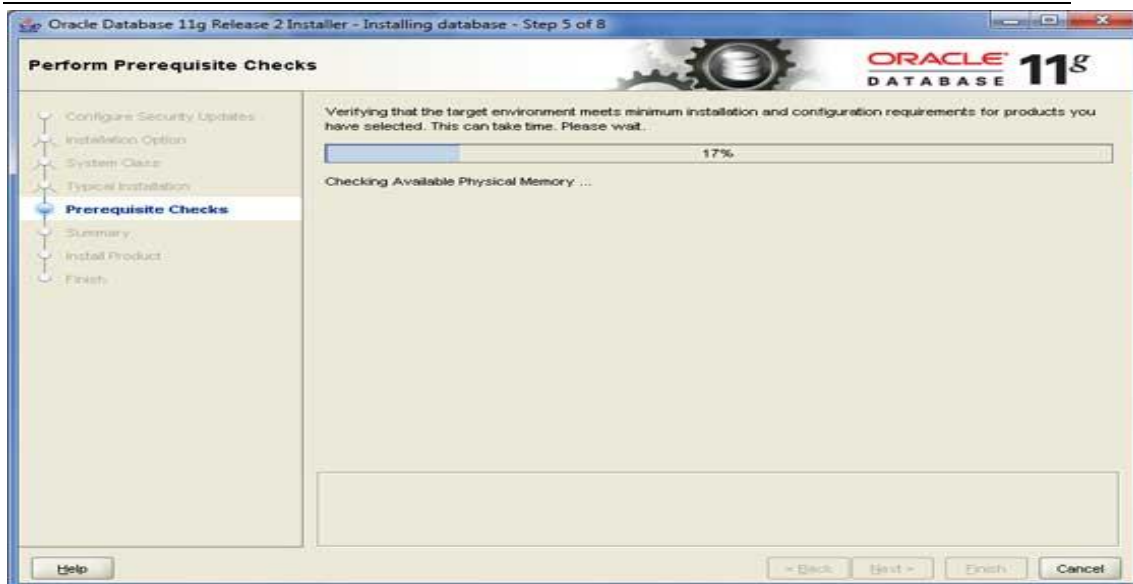 Oracle Database 11g Release 2 Installer - Installing database - Step 5 of 8
Perform Prerequisite Checks
ORACLE
DATABASE
11g
Configure Security Updates
Installation Option
System Class
Typical Installation
Prerequisite Checks
Summary
Install Product
Finish
Verifying that the target environment meets minimum installation and configuration requirements for products you
have selected. This can take time. Please wait.
17%
Checking Available Physical Memory ...
Help
< Back
Next >
Finish
Cancel